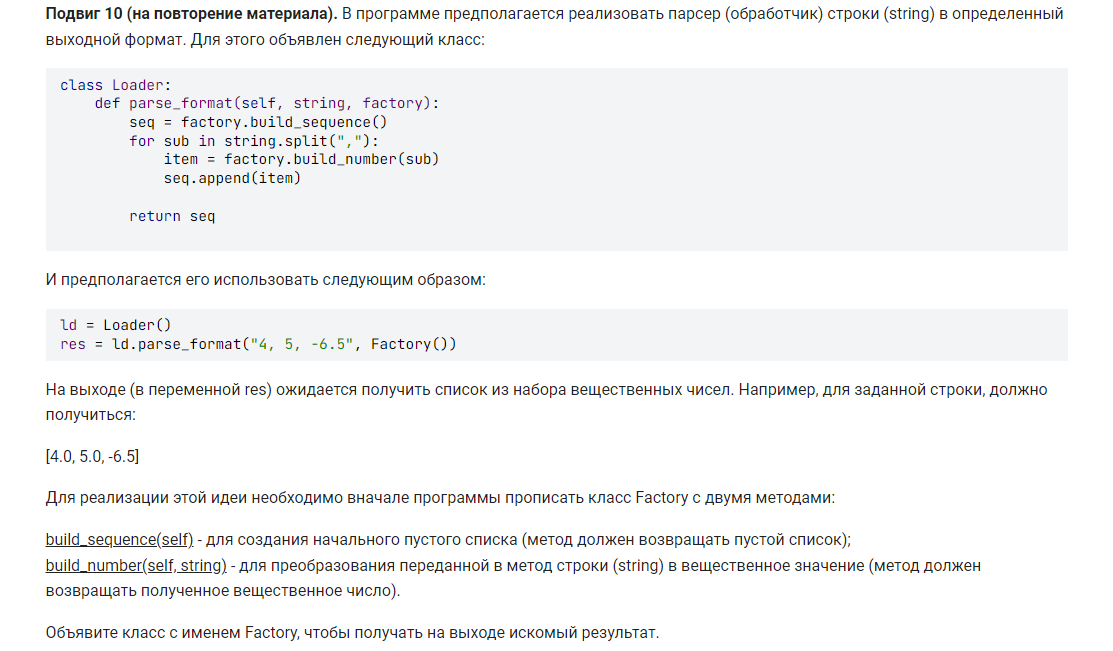 Подвиг 10 (на повторение материала). В программе предполагается реализовать парсер (обработчик) строки (string) в определенный
выходной формат. Для этого объявлен следующий класс:
class Loader:
    def parse_format(self, string, factory):
        seq = factory.build_sequence()
        for sub in string.split(","):
            item = factory.build_number(sub)
            seq.append(item)
        return seq
И предполагается его использовать следующим образом:
ld = Loader()
res = ld.parse_format("4, 5, -6.5", Factory())
На выходе (в переменной res) ожидается получить список из набора вещественных чисел. Например, для заданной строки, должно
получиться:
[4.0, 5.0, -6.5]
Для реализации этой идеи необходимо вначале программы прописать класс Factory с двумя методами:
build_sequence(self) - для создания начального пустого списка (метод должен возвращать пустой список);
build_number(self, string) - для преобразования переданной в метод строки (string) в вещественное значение (метод должен
возвращать полученное вещественное число).
Объявите класс с именем Factory, чтобы получать на выходе искомый результат.